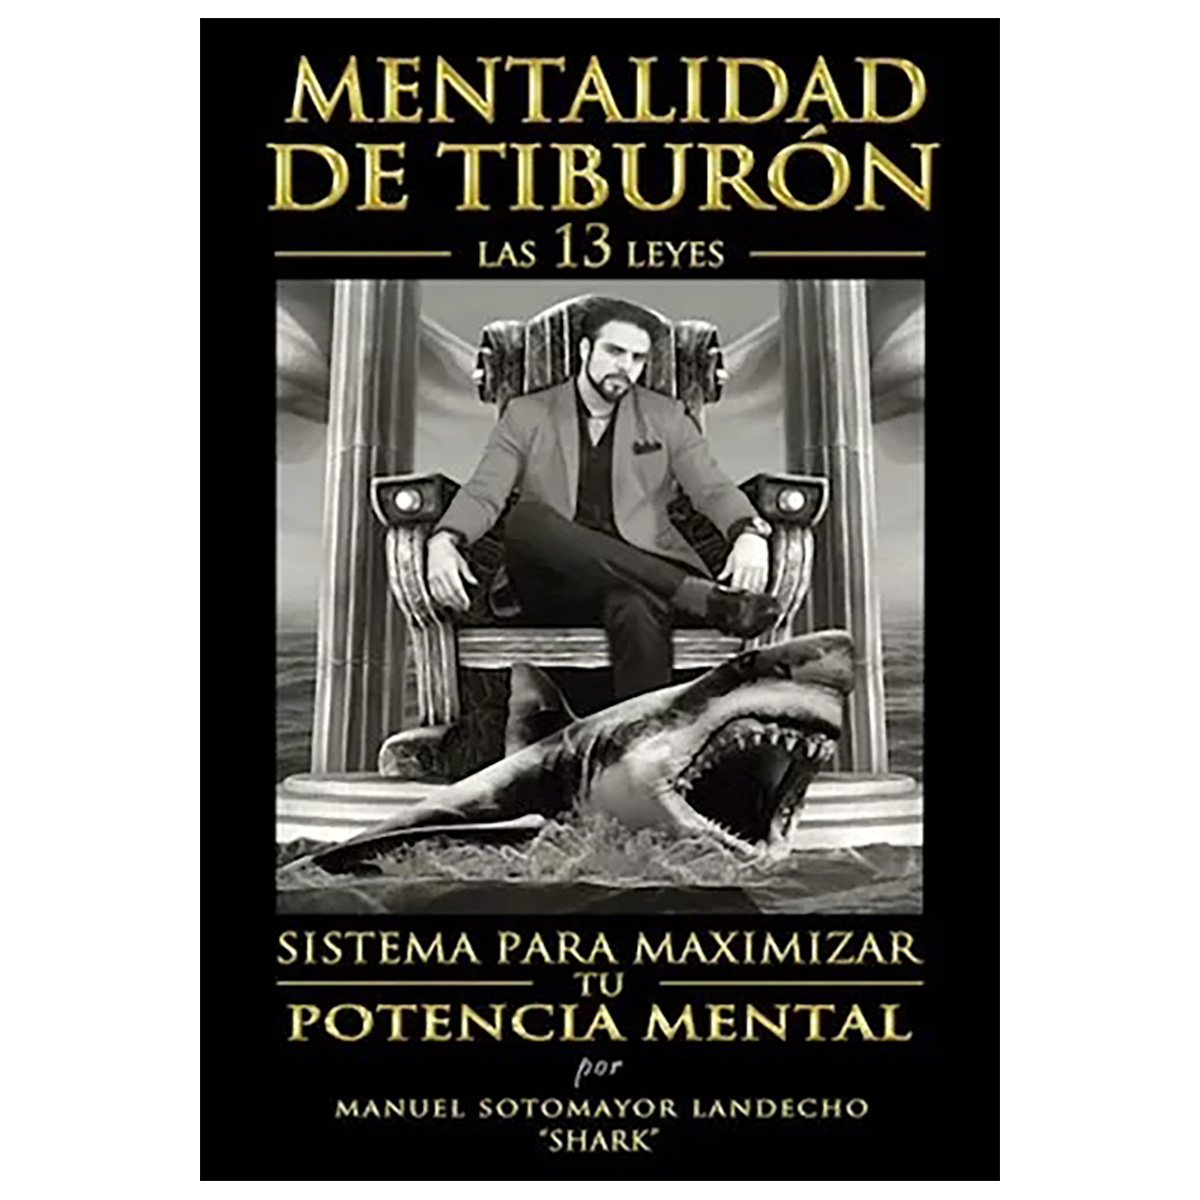 MENTALIDAD
DE TIBURÓN
LAS 13 LEYES
SISTEMA PARA MAXIMIZAR
TU
POTENCIA MENTAL
por
MANUEL SOTOMAYOR LANDECHO
"SHARK"